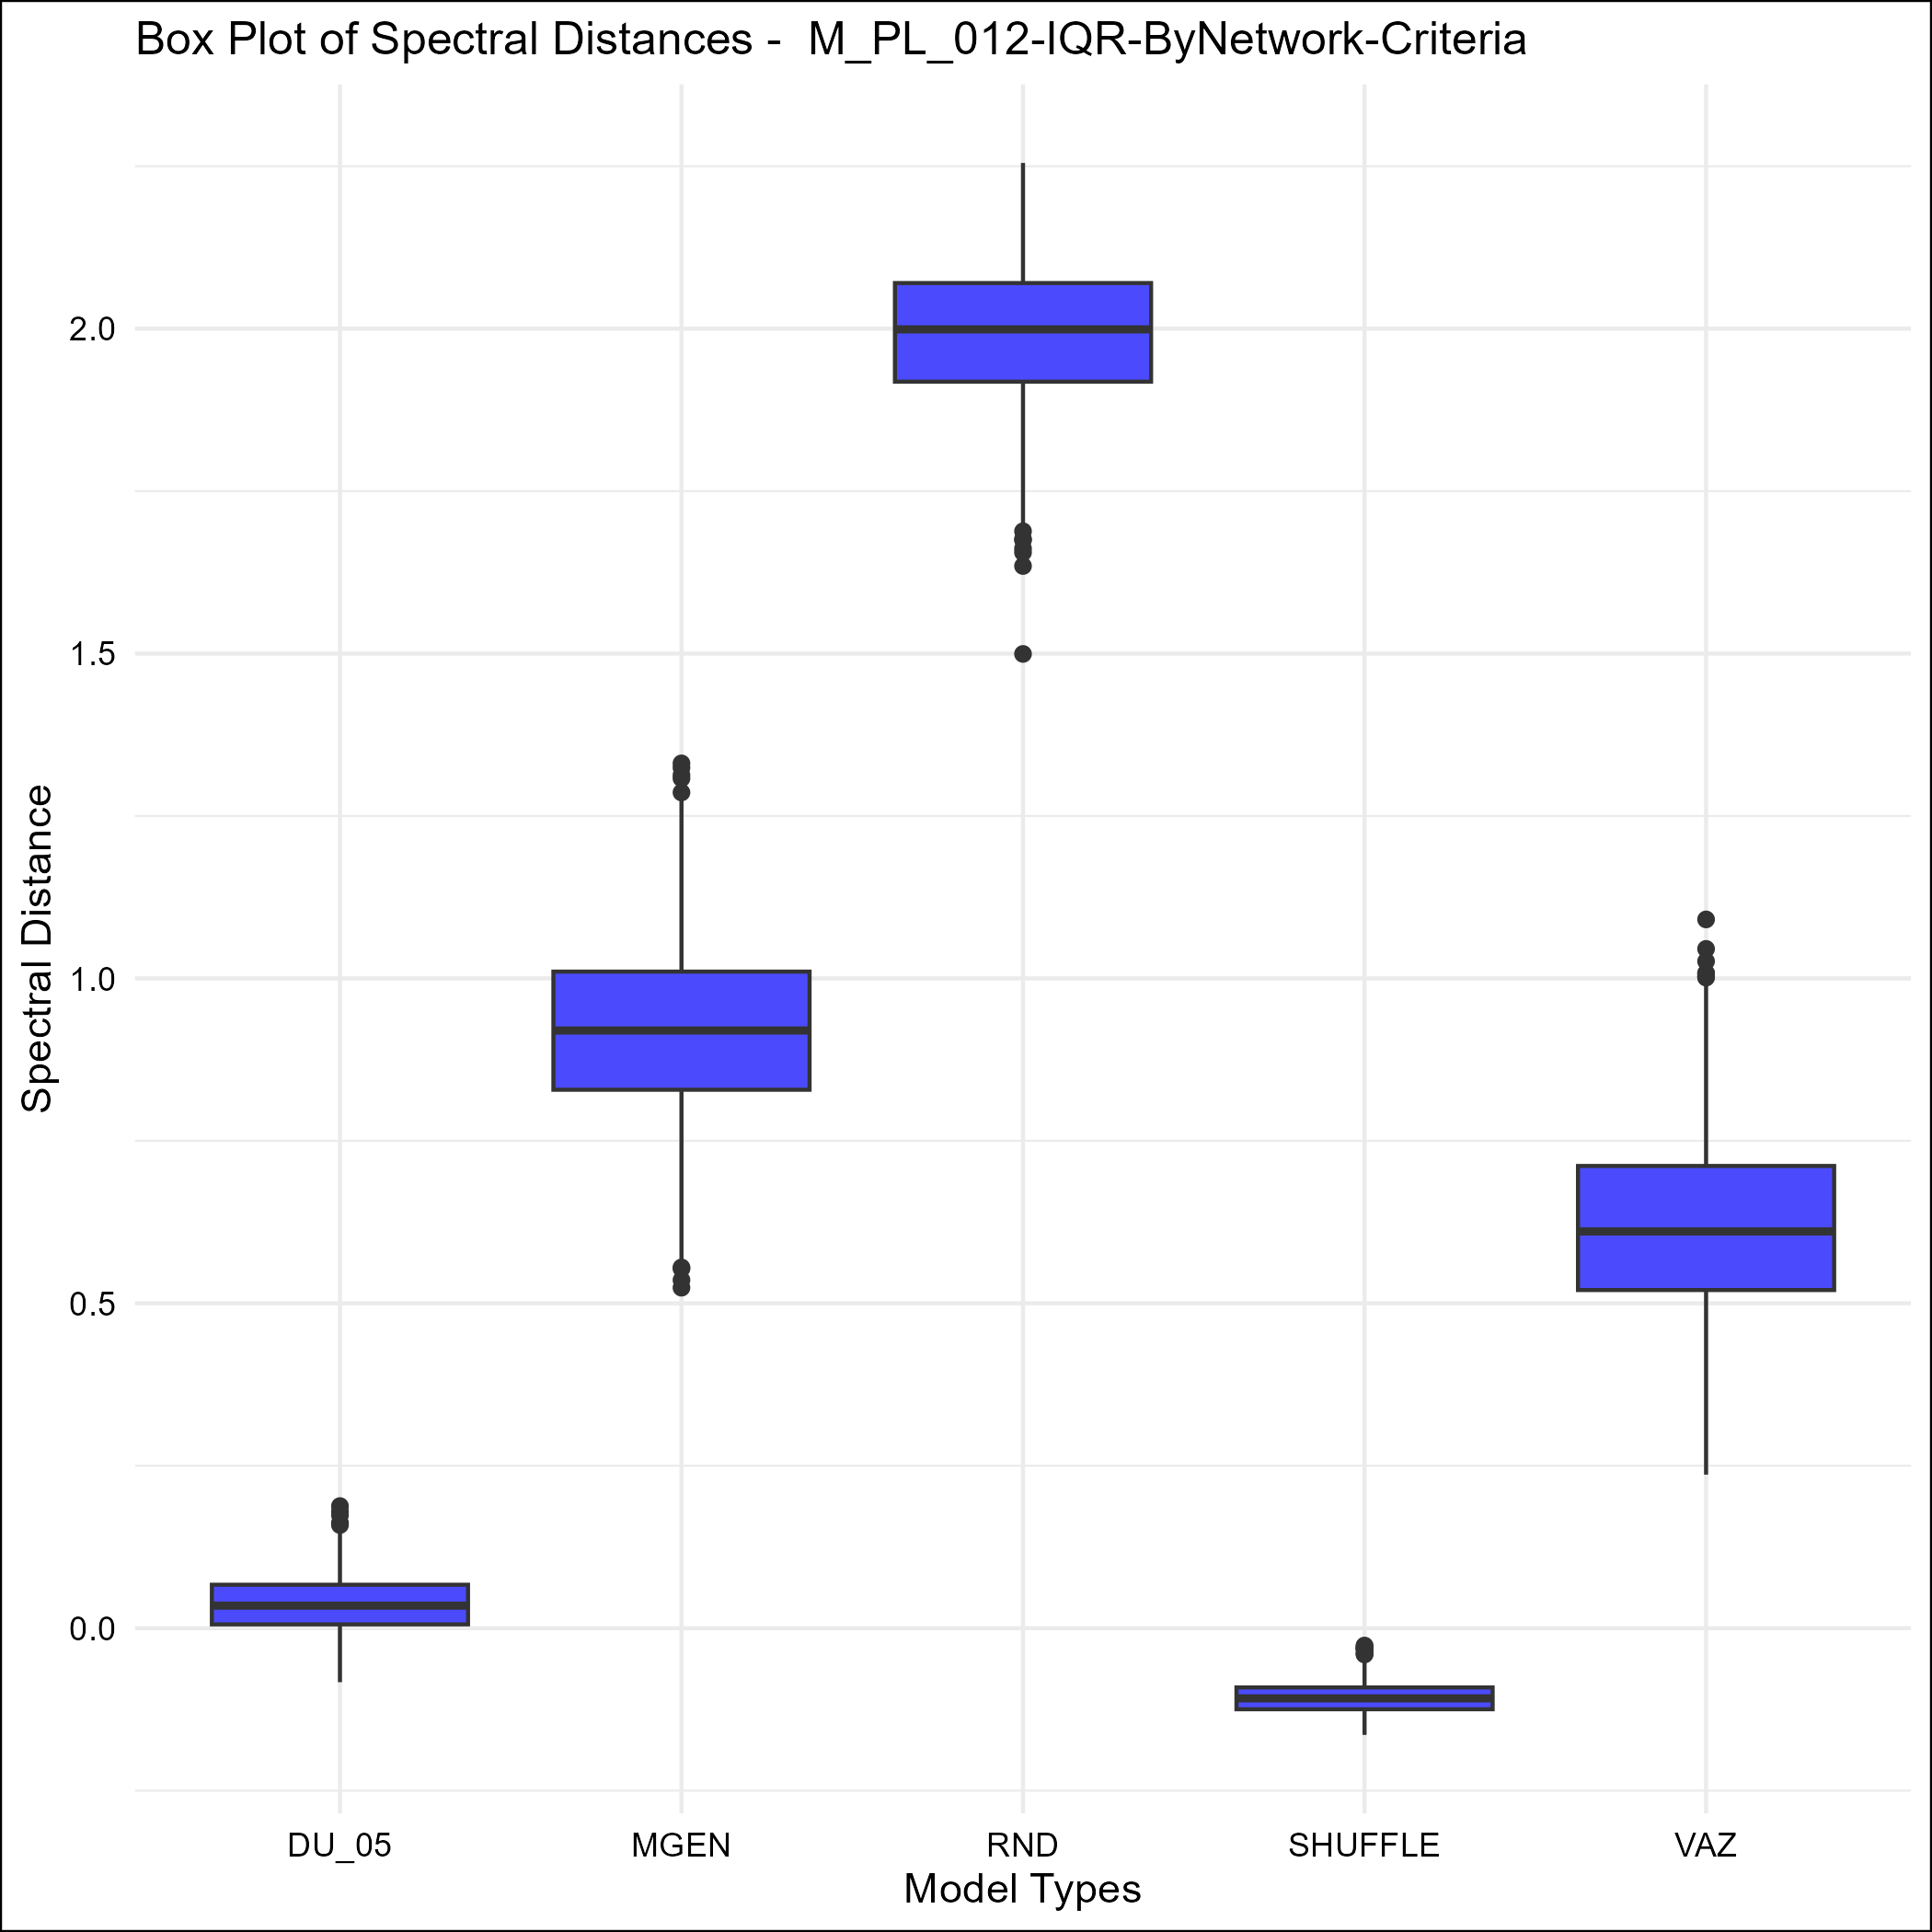 Box Plot of Spectral Distances -  M_PL_012-IQR-ByNetwork-Criteria
Spectral Distance
2.0
1.5
1.0
0.5
0.0
DU_05 MGEN RND SHUFFLE VAZ
Model Types